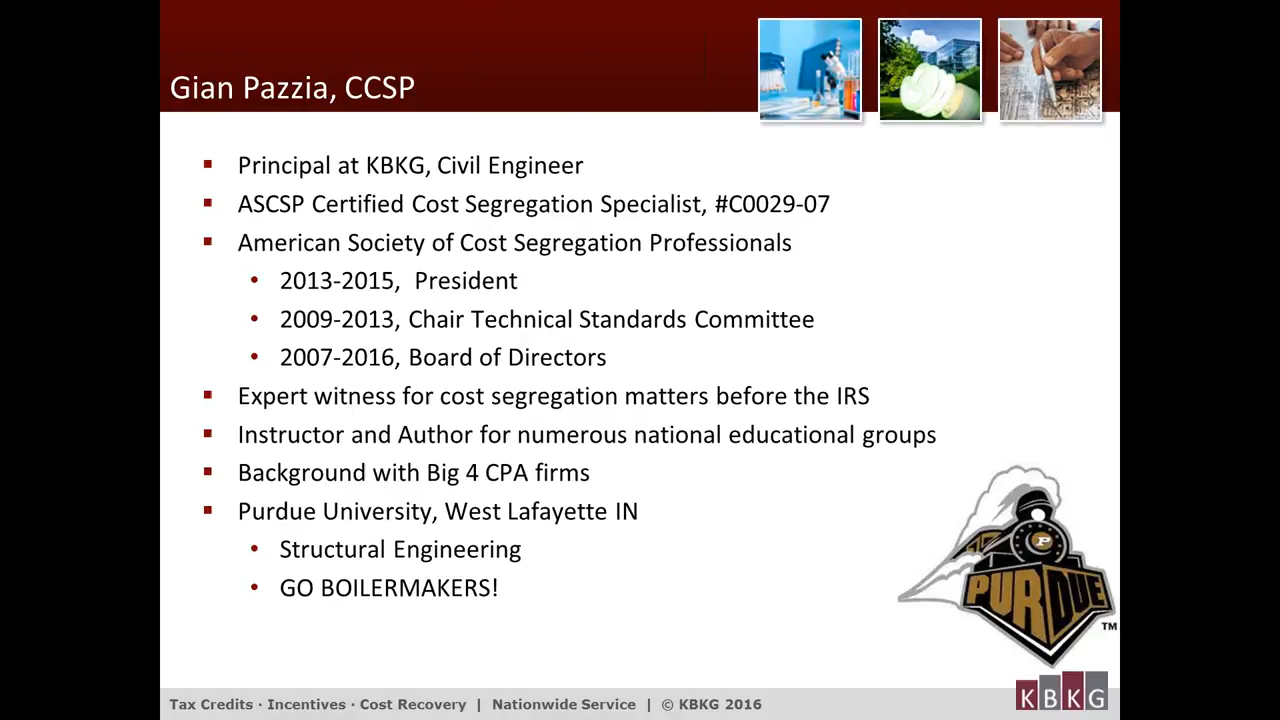 Gian Pazzia, CCSP
▪ Principal at KBKG, Civil Engineer
▪ ASCSP Certified Cost Segregation Specialist, #C0029-07
▪ American Society of Cost Segregation Professionals
• 2013-2015,  President
• 2009-2013, Chair Technical Standards Committee
• 2007-2016, Board of Directors
▪ Expert witness for cost segregation matters before the IRS
▪ Instructor and Author for numerous national educational groups
▪ Background with Big 4 CPA firms
▪ Purdue University, West Lafayette IN
• Structural Engineering
• GO BOILERMAKERS!
P
PURDUE
TM
Tax Credits · Incentives · Cost Recovery | Nationwide Service | © KBKG 2016
KBKG